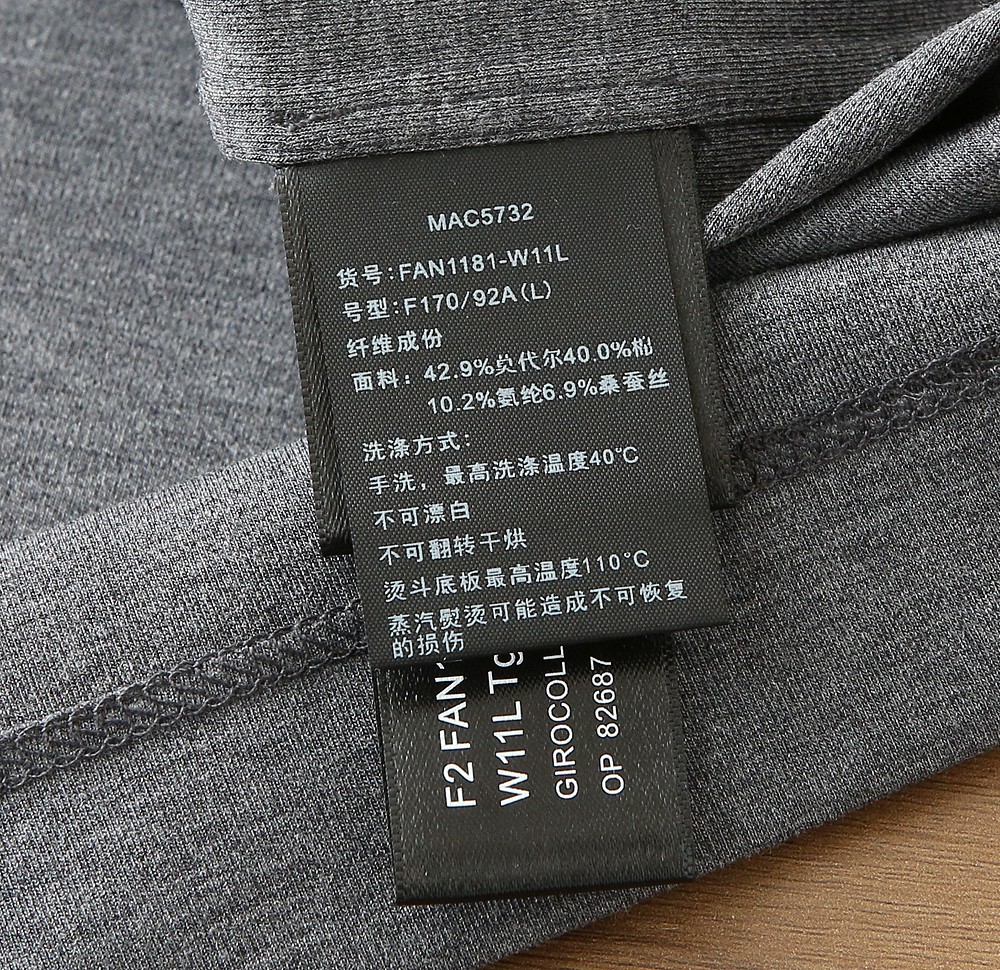 MAC5732
货号:FAN1181-W11L
号型:F170/92A(L)
纤维成份
面料: 42.9%莫代尔40.0%棉
10.2%氨纶6.9%桑蚕丝
洗涤方式:
手洗，最高洗涤温度40℃
不可漂白
不可翻转干烘
烫斗底板最高温度110℃
蒸汽熨烫可能造成不可恢复
的损伤
F2 FAN
W11L Tg
GIROCOLL
OP 82687